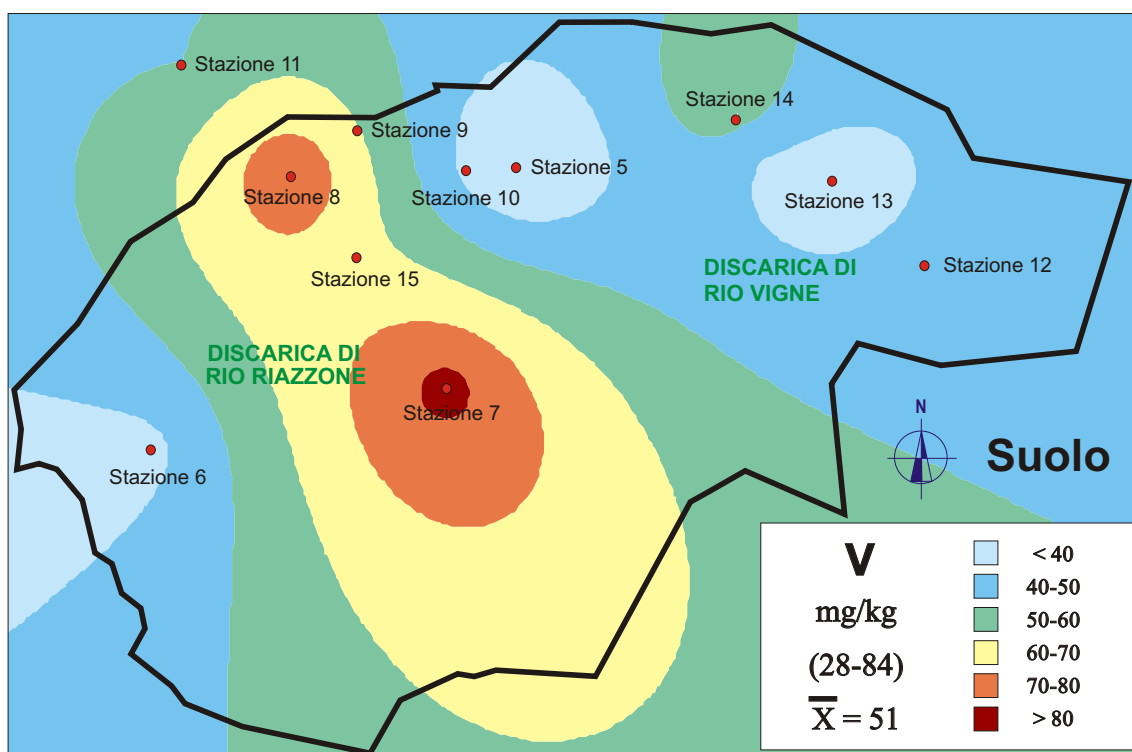 Stazione 11
Stazione 14
Stazione 9
Stazione 5
Stazione 10
Stazione 8
Stazione 13
Stazione 15
Stazione 12
DISCARICA DI
RIO VIGNE
DISCARICA DI
RIO RIAZZONE
Stazione 7
Stazione 6
N
Suolo
V
mg/kg
(28-84)
X̅ = 51
< 40
40-50
50-60
60-70
70-80
> 80